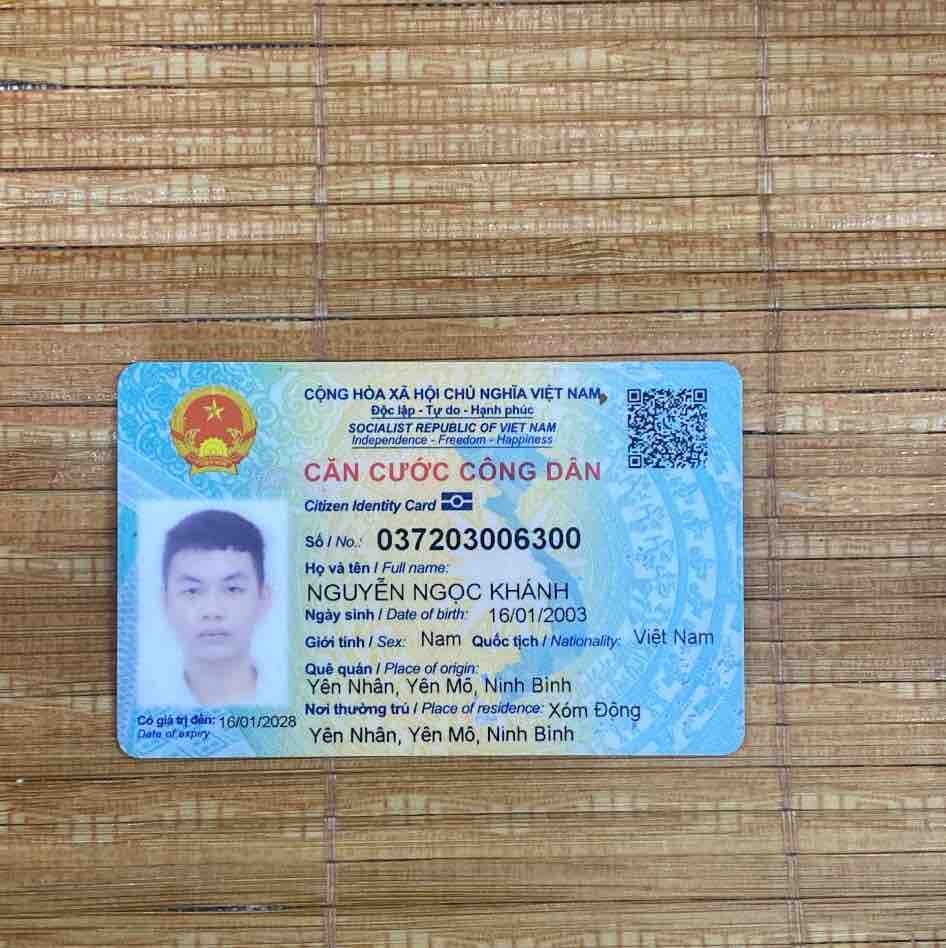 CỘNG HÒA XÃ HỘI CHỦ NGHĨA VIỆT NAM
Độc lập - Tự do - Hạnh phúc
SOCIALIST REPUBLIC OF VIET NAM
Independence - Freedom - Happiness
CĂN CƯỚC CÔNG DÂN
Citizen Identity Card
Số / No.: 037203006300
Họ và tên / Full name:
NGUYỄN NGỌC KHÁNH
Ngày sinh / Date of birth: 16/01/2003
Giới tính / Sex: Nam Quốc tịch / Nationality: Việt Nam
Quê quán / Place of origin:
Yên Nhân, Yên Mô, Ninh Bình
Nơi thường trú / Place of residence: Xóm Động
Yên Nhân, Yên Mô, Ninh Bình
Có giá trị đến: 16/01/2028
Date of expiry